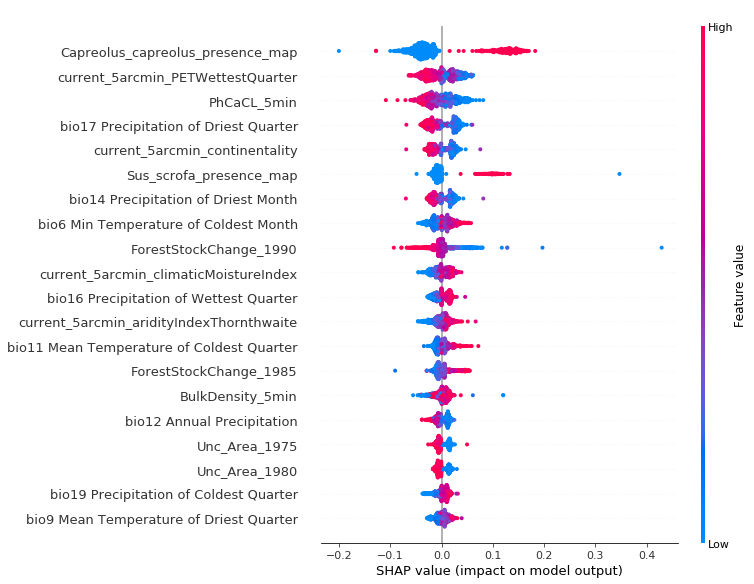 High
Capreolus_capreolus_presence_map
current_5arcmin_PETWettestQuarter
PhCaCL_5min
bio17 Precipitation of Driest Quarter
current_5arcmin_continentality
Sus_scrofa_presence_map
bio14 Precipitation of Driest Month
bio6 Min Temperature of Coldest Month
ForestStockChange_1990
current_5arcmin_climaticMoistureIndex
bio16 Precipitation of Wettest Quarter
current_5arcmin_aridityIndexThornthwaite
bio11 Mean Temperature of Coldest Quarter
ForestStockChange_1985
BulkDensity_5min
bio12 Annual Precipitation
Unc_Area_1975
Unc_Area_1980
bio19 Precipitation of Coldest Quarter
bio9 Mean Temperature of Driest Quarter
Feature value
Low
−0.2 −0.1 0.0 0.1 0.2 0.3 0.4
SHAP value (impact on model output)